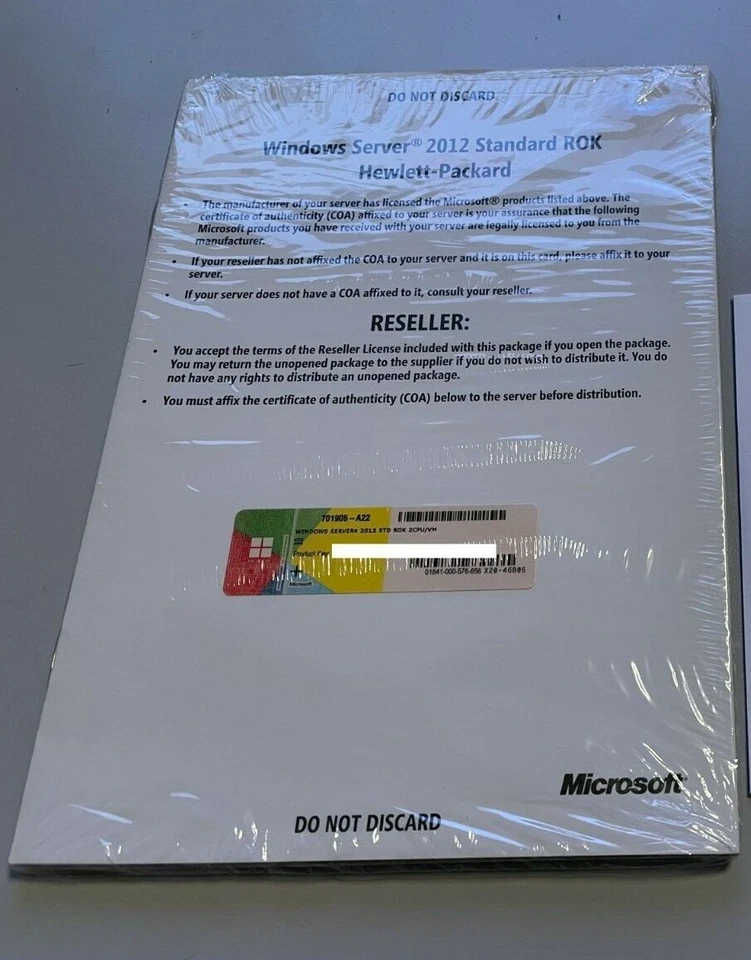 DO NOT DISCARD
Windows Server® 2012 Standard ROK
Hewlett-Packard
• The manufacturer of your server has licensed the Microsoft® products listed above. The
certificate of authenticity (COA) affixed to your server is your assurance that the following
Microsoft products you have received with your server are legally licensed to you from the
manufacturer.
• If your reseller has not affixed the COA to your server and it is on this card, please affix it to your
server.
• If your server does not have a COA affixed to it, consult your reseller.
RESELLER:
• You accept the terms of the Reseller License included with this package if you open the package.
You may return the unopened package to the supplier if you do not wish to distribute it. You do
not have any rights to distribute an unopened package.
• You must affix the certificate of authenticity (COA) below to the server before distribution.
701906-A22
WINDOWS SERVER® 2012 STD ROK 2CPU/VM
Product Key
01841-000-576-656 X20-46805
Microsoft
Microsoft
DO NOT DISCARD